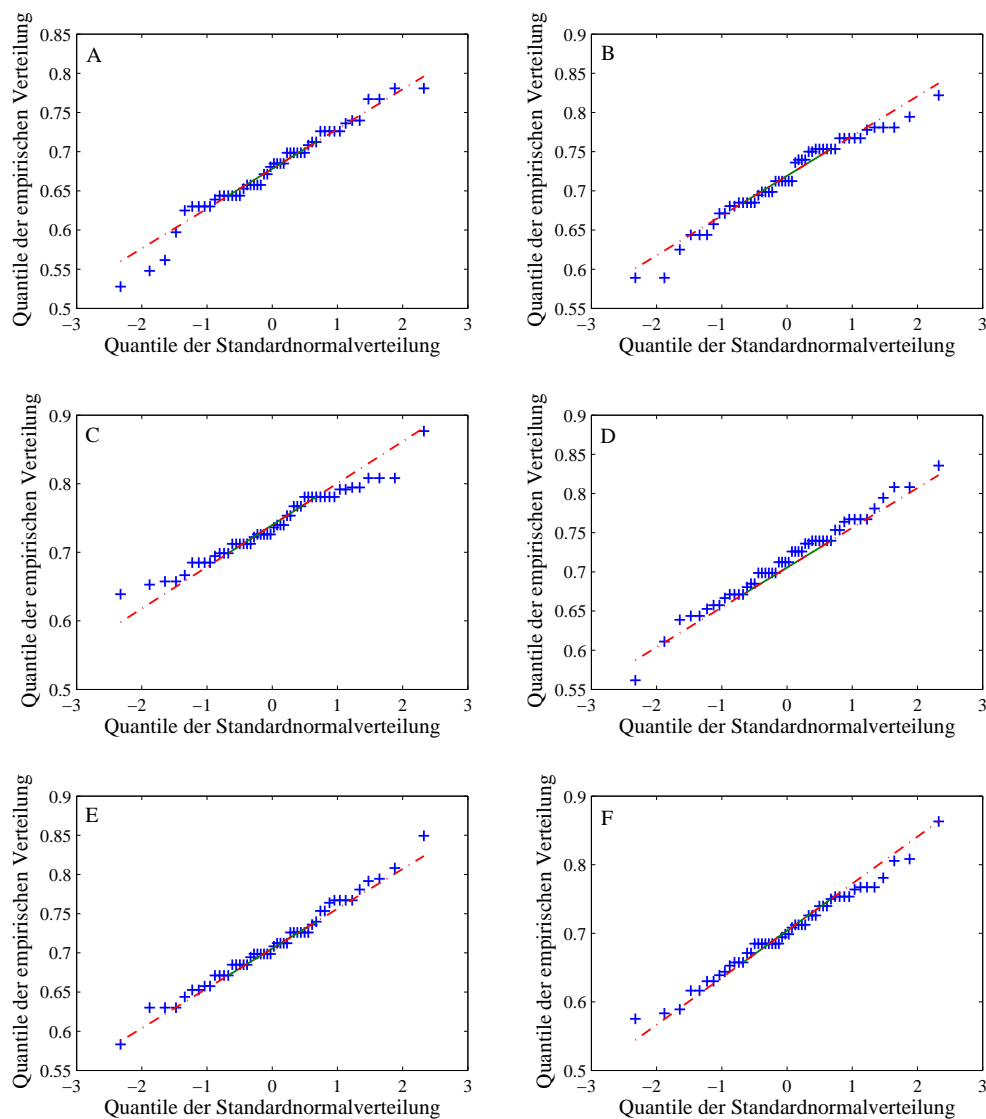 A
Quantile der empirischen Verteilung
0.85
0.8
0.75
0.7
0.65
0.6
0.55
0.5
−3 −2 −1 0 1 2 3
Quantile der Standardnormalverteilung
B
Quantile der empirischen Verteilung
0.9
0.85
0.8
0.75
0.7
0.65
0.6
0.55
−3 −2 −1 0 1 2 3
Quantile der Standardnormalverteilung
C
Quantile der empirischen Verteilung
0.9
0.8
0.7
0.6
0.5
−3 −2 −1 0 1 2 3
Quantile der Standardnormalverteilung
D
Quantile der empirischen Verteilung
0.9
0.85
0.8
0.75
0.7
0.65
0.6
0.55
−3 −2 −1 0 1 2 3
Quantile der Standardnormalverteilung
E
Quantile der empirischen Verteilung
0.9
0.85
0.8
0.75
0.7
0.65
0.6
0.55
−3 −2 −1 0 1 2 3
Quantile der Standardnormalverteilung
F
Quantile der empirischen Verteilung
0.9
0.8
0.7
0.6
0.5
−3 −2 −1 0 1 2 3
Quantile der Standardnormalverteilung